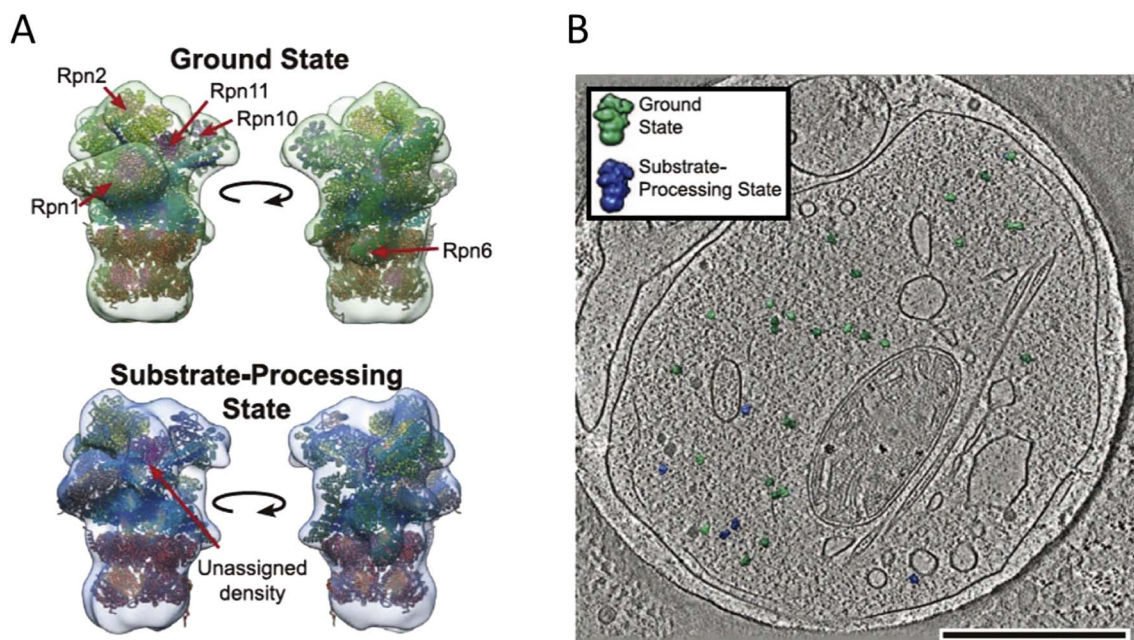 A
Ground State
Rpn2
Rpn11
Rpn10
Rpn1
Rpn6
Substrate-Processing
State
Unassigned
density
B
Ground
State
Substrate-
Processing State